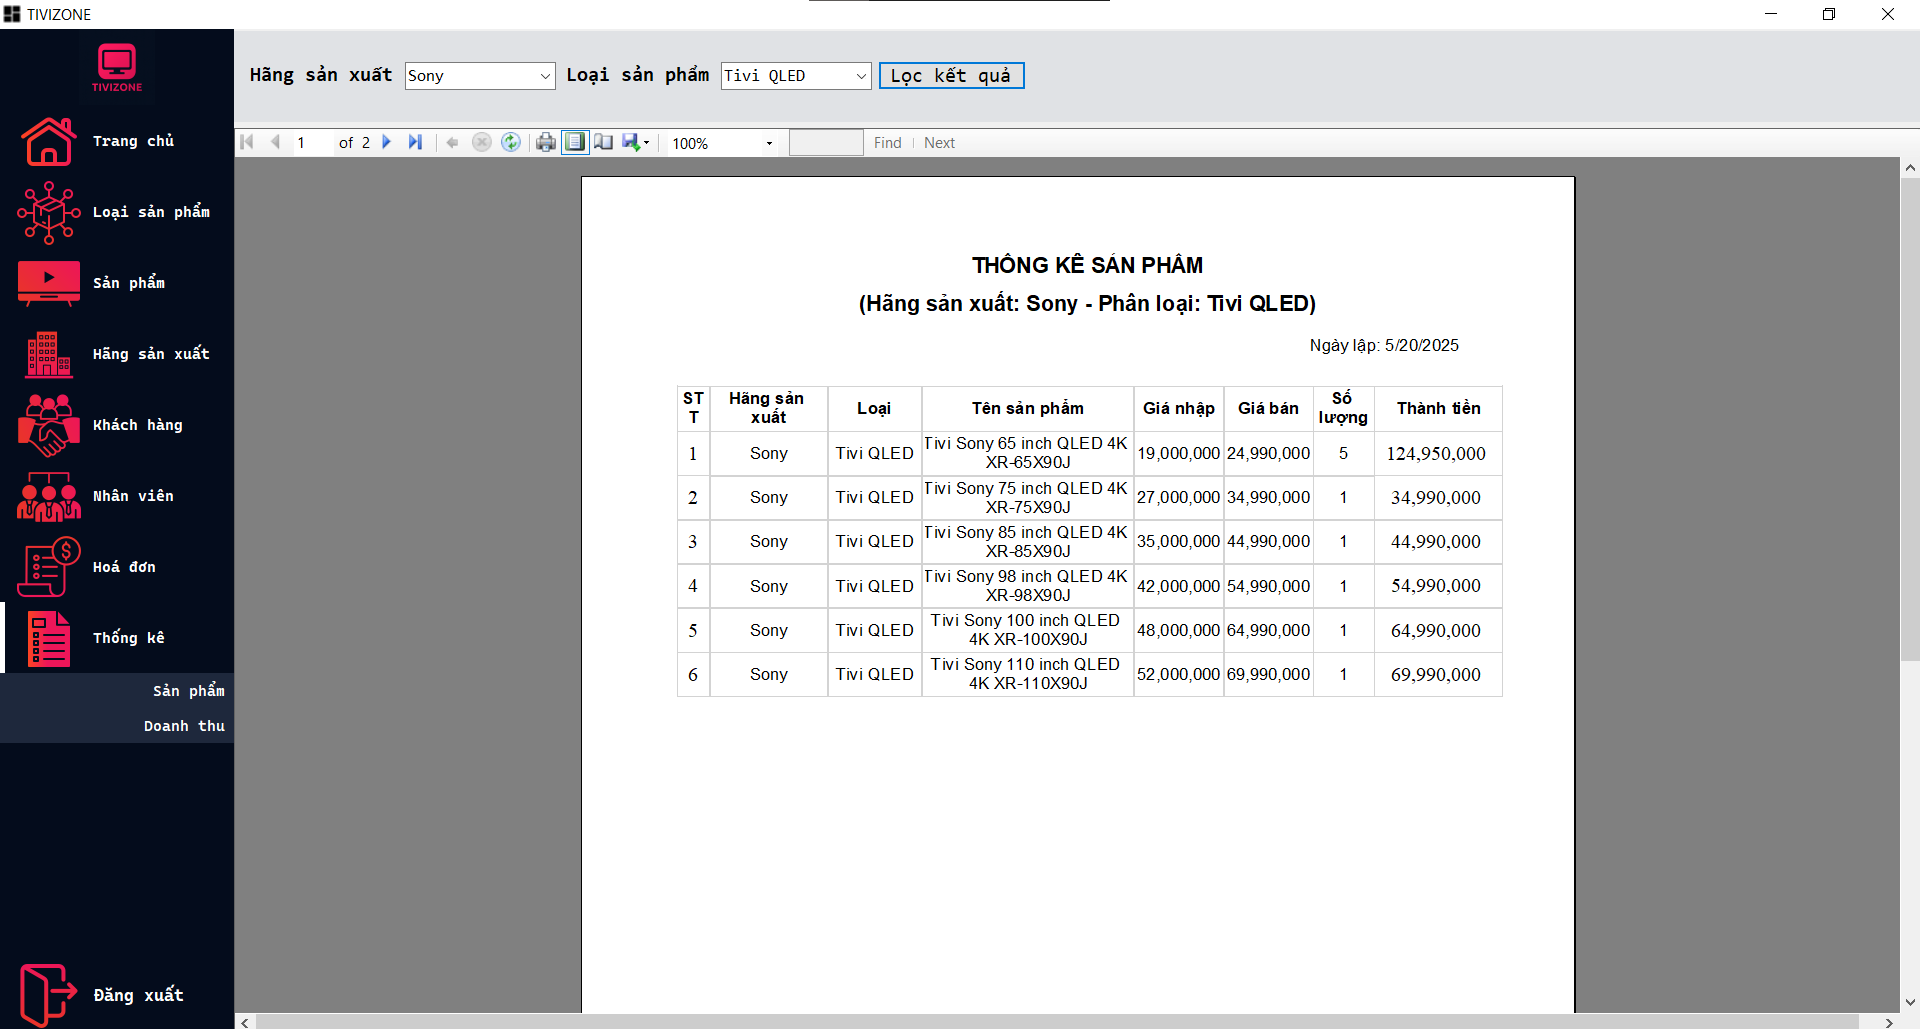 TIVIZONE
TIVIZONE
Trang chủ
Loại sản phẩm
Sản phẩm
Hãng sản xuất
Khách hàng
Nhân viên
Hoá đơn
Thống kê
Sản phẩm
Doanh thu
Đăng xuất
Hãng sản xuất Sony Loại sản phẩm Tivi QLED Lọc kết quả
1 of 2 100% Find Next
THỐNG KÊ SẢN PHẨM
(Hãng sản xuất: Sony - Phân loại: Tivi QLED)
Ngày lập: 5/20/2025
ST Hãng sản Loại Tên sản phẩm Giá nhập Giá bán Số Thành tiền
T xuất lượng
1 Sony Tivi QLED Tivi Sony 65 inch QLED 4K 19,000,000 24,990,000 5 124,950,000
XR-65X90J
2 Sony Tivi QLED Tivi Sony 75 inch QLED 4K 27,000,000 34,990,000 1 34,990,000
XR-75X90J
3 Sony Tivi QLED Tivi Sony 85 inch QLED 4K 35,000,000 44,990,000 1 44,990,000
XR-85X90J
4 Sony Tivi QLED Tivi Sony 98 inch QLED 4K 42,000,000 54,990,000 1 54,990,000
XR-98X90J
5 Sony Tivi QLED Tivi Sony 100 inch QLED 48,000,000 64,990,000 1 64,990,000
4K XR-100X90J
6 Sony Tivi QLED Tivi Sony 110 inch QLED 52,000,000 69,990,000 1 69,990,000
4K XR-110X90J